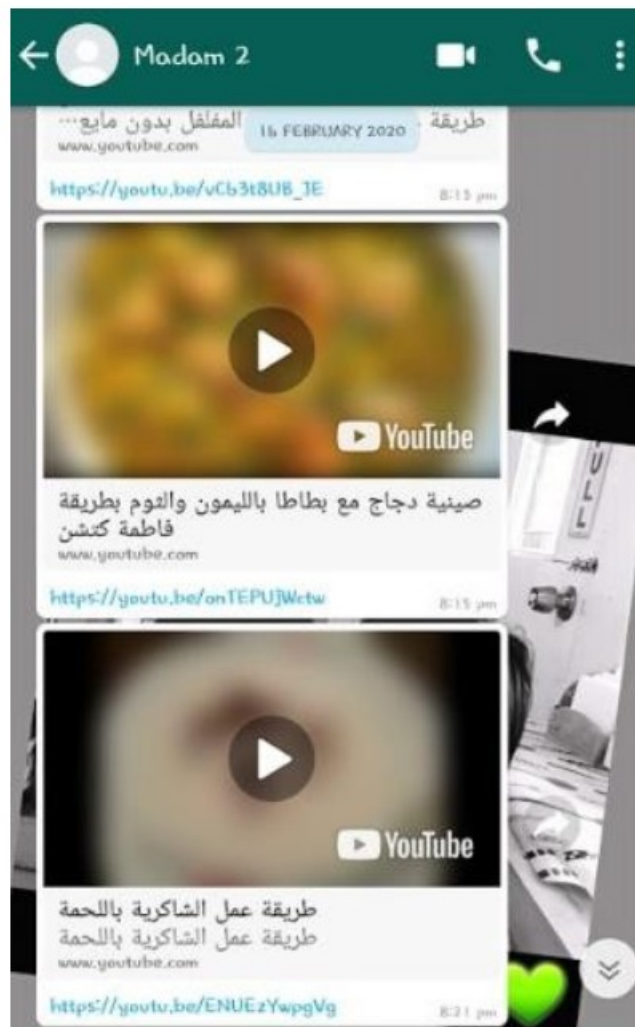 Madam 2
طريقة
المفلفل بدون مايع...
16 FEBRUARY 2020
www.youtube.com
https://youtu.be/vCb3t8UB_JE
8:15 pm
YouTube
صينية دجاج مع بطاطا بالليمون والثوم بطريقة
فاطمة كتشن
www.youtube.com
https://youtu.be/onTEPUJWctw
8:15 pm
YouTube
طريقة عمل الشاكرية باللحمة
طريقة عمل الشاكرية باللحمة
www.youtube.com
https://youtu.be/ENUEzYwpgVg
8:21 pm